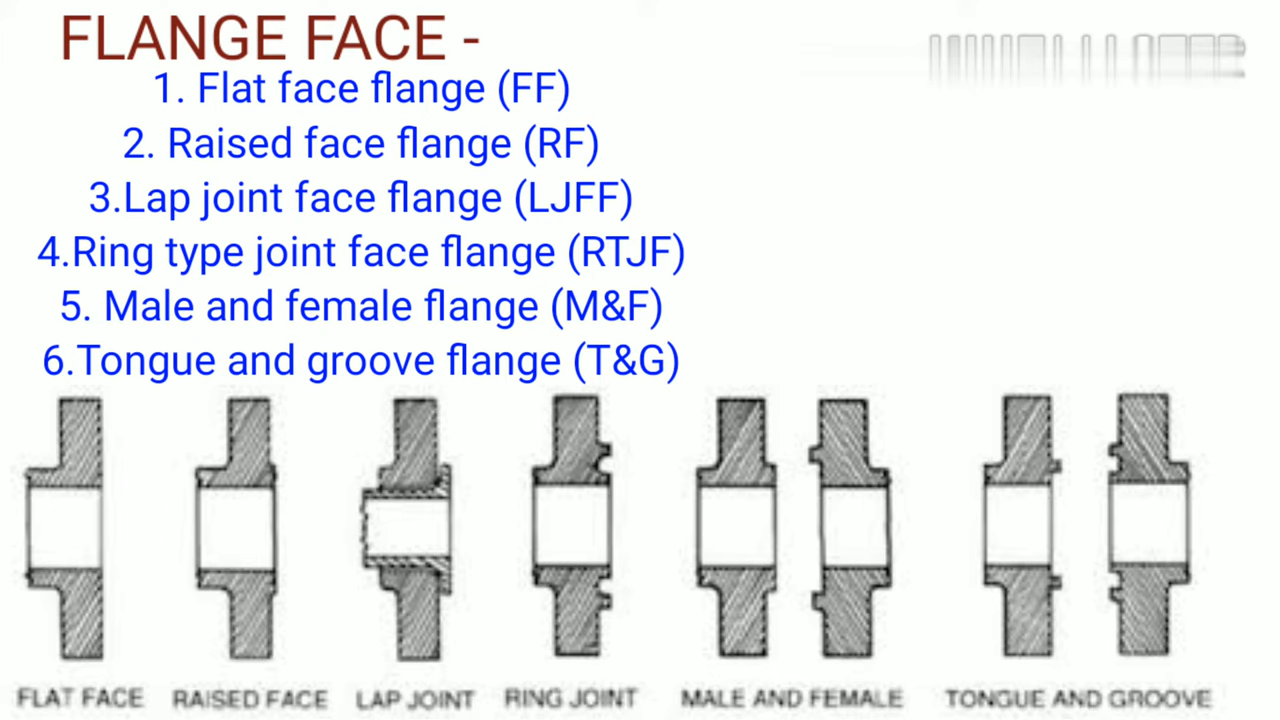 FLANGE FACE -
1. Flat face flange (FF)
2. Raised face flange (RF)
3.Lap joint face flange (LJFF)
4.Ring type joint face flange (RTJF)
5. Male and female flange (M&F)
6.Tongue and groove flange (T&G)
FLAT FACE RAISED FACE LAP JOINT RING JOINT MALE AND FEMALE TONGUE AND GROOVE